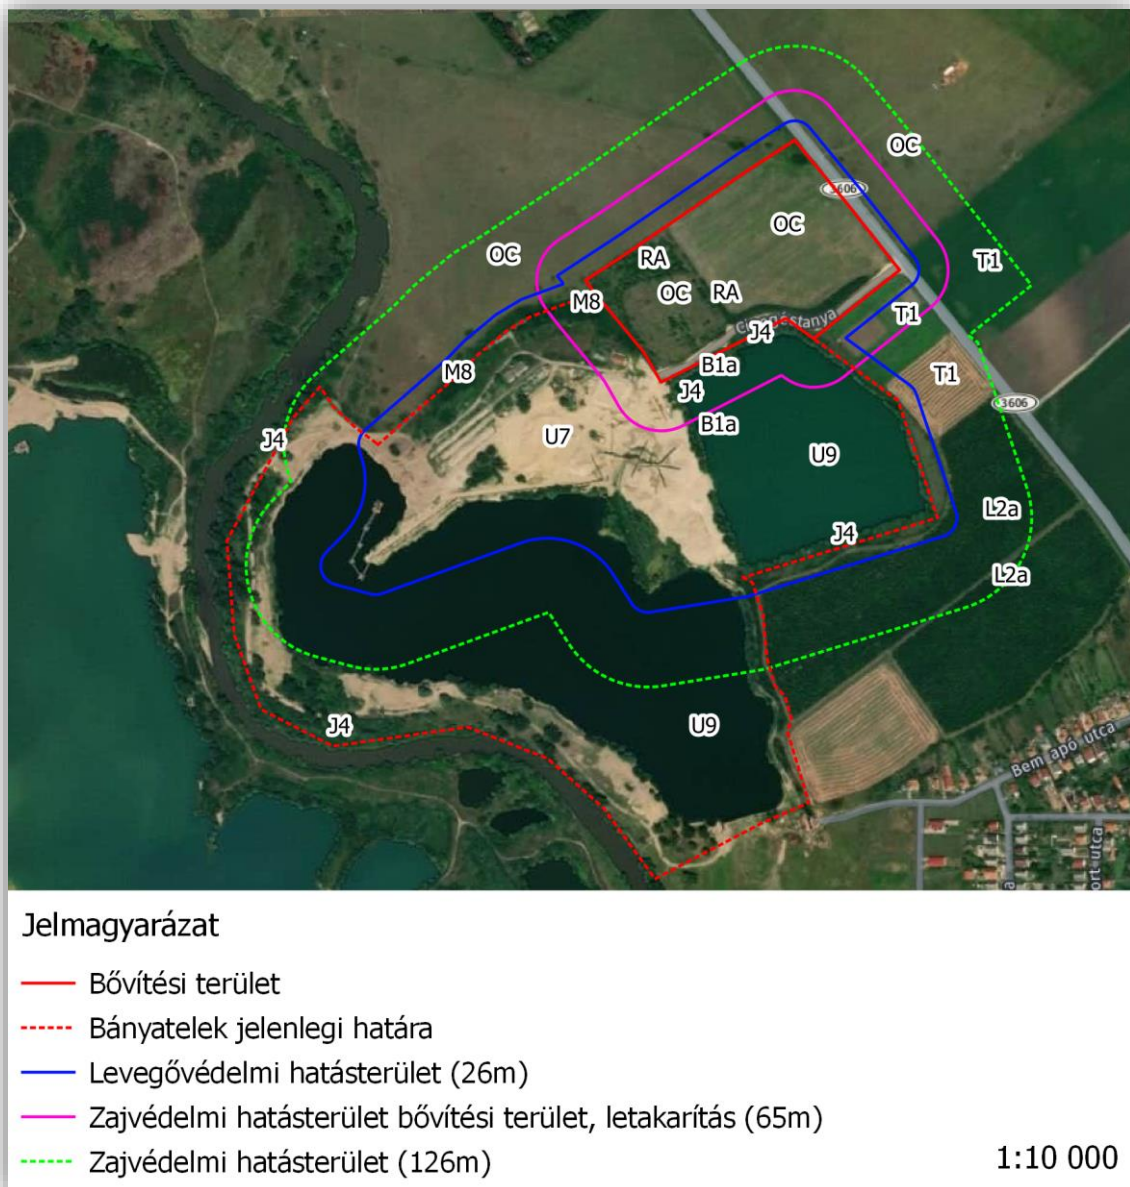 OC
3606
OC
OC
RA
T1
OC
RA
M8
T1
J4
B1a
M8
T1
J4
3606
B1a
U7
J4
U9
L2a
J4
L2a
J4
U9
Bem apó utca
ort utca
a
Jelmagyarázat
Bővítési terület
Bányatelek jelenlegi határa
Levegővédelmi hatásterület (26m)
Zajvédelmi hatásterület bővítési terület, letakarítás (65m)
Zajvédelmi hatásterület (126m)
1:10 000